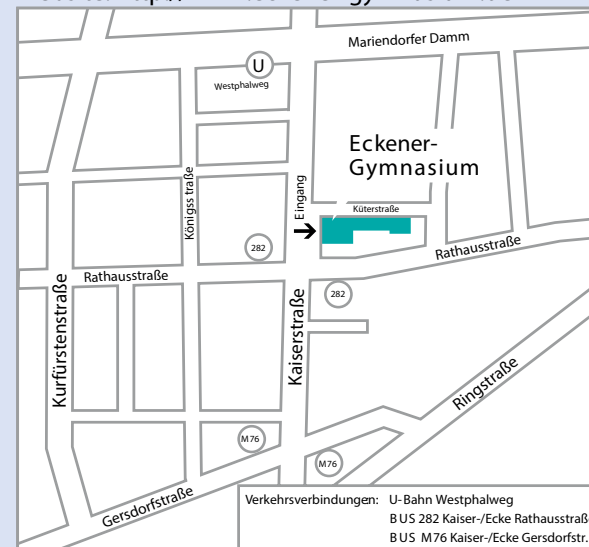 Mariendorfer Damm
U
Westphalweg
Eckener-
Gymnasium
Königss traße
Eingang
Küterstraße
282
Rathausstraße
Rathausstraße
282
Kurfürstenstraße
Kaiserstraße
Ringstraße
M76
M76
Gersdorfstraße
Verkehrsverbindungen: U-Bahn Westphalweg
BUS 282 Kaiser-/Ecke Rathausstraß
BUS M76 Kaiser-/Ecke Gersdorfstr.